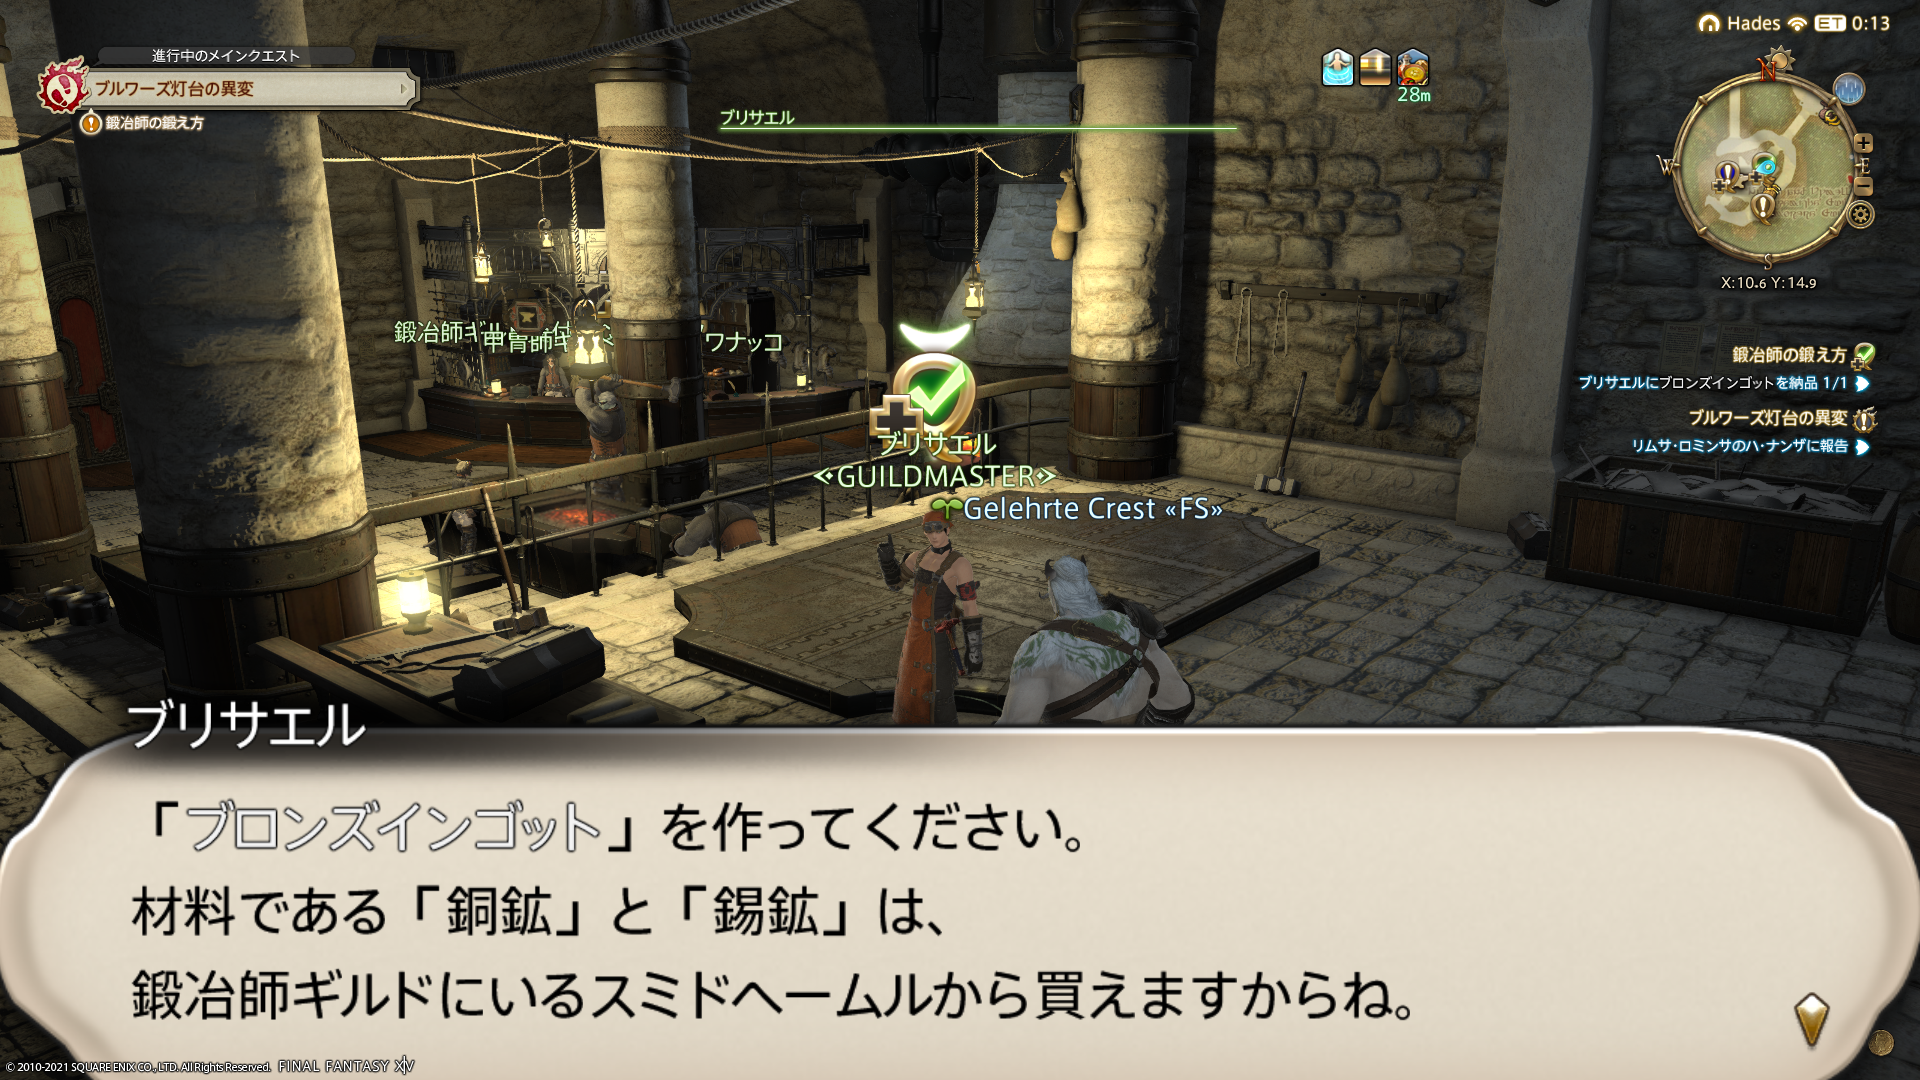 Hades ET 0:13
進行中のメインクエスト
ブルワーズ灯台の異変
鍛冶師の鍛え方
28m
ブリサエル
N
W
E
S
X:10.6 Y:14.9
鍛冶師の鍛え方
ブリサエルにブロンズインゴットを納品 1/1
ブルワーズ灯台の異変
リムサ・ロミンサのハ・ナンザに報告
鍛冶師ギ
甲冑師ギ
ワナッコ
ブリサエル
«GUILDMASTER»
Gelehrte Crest «FS»
ブリサエル
「ブロンズインゴット」を作ってください。
材料である「銅鉱」と「錫鉱」は、
鍛冶師ギルドにいるスミドヘームルから買えますからね。
© 2010-2021 SQUARE ENIX CO., LTD. All Rights Reserved. FINAL FANTASY XIV